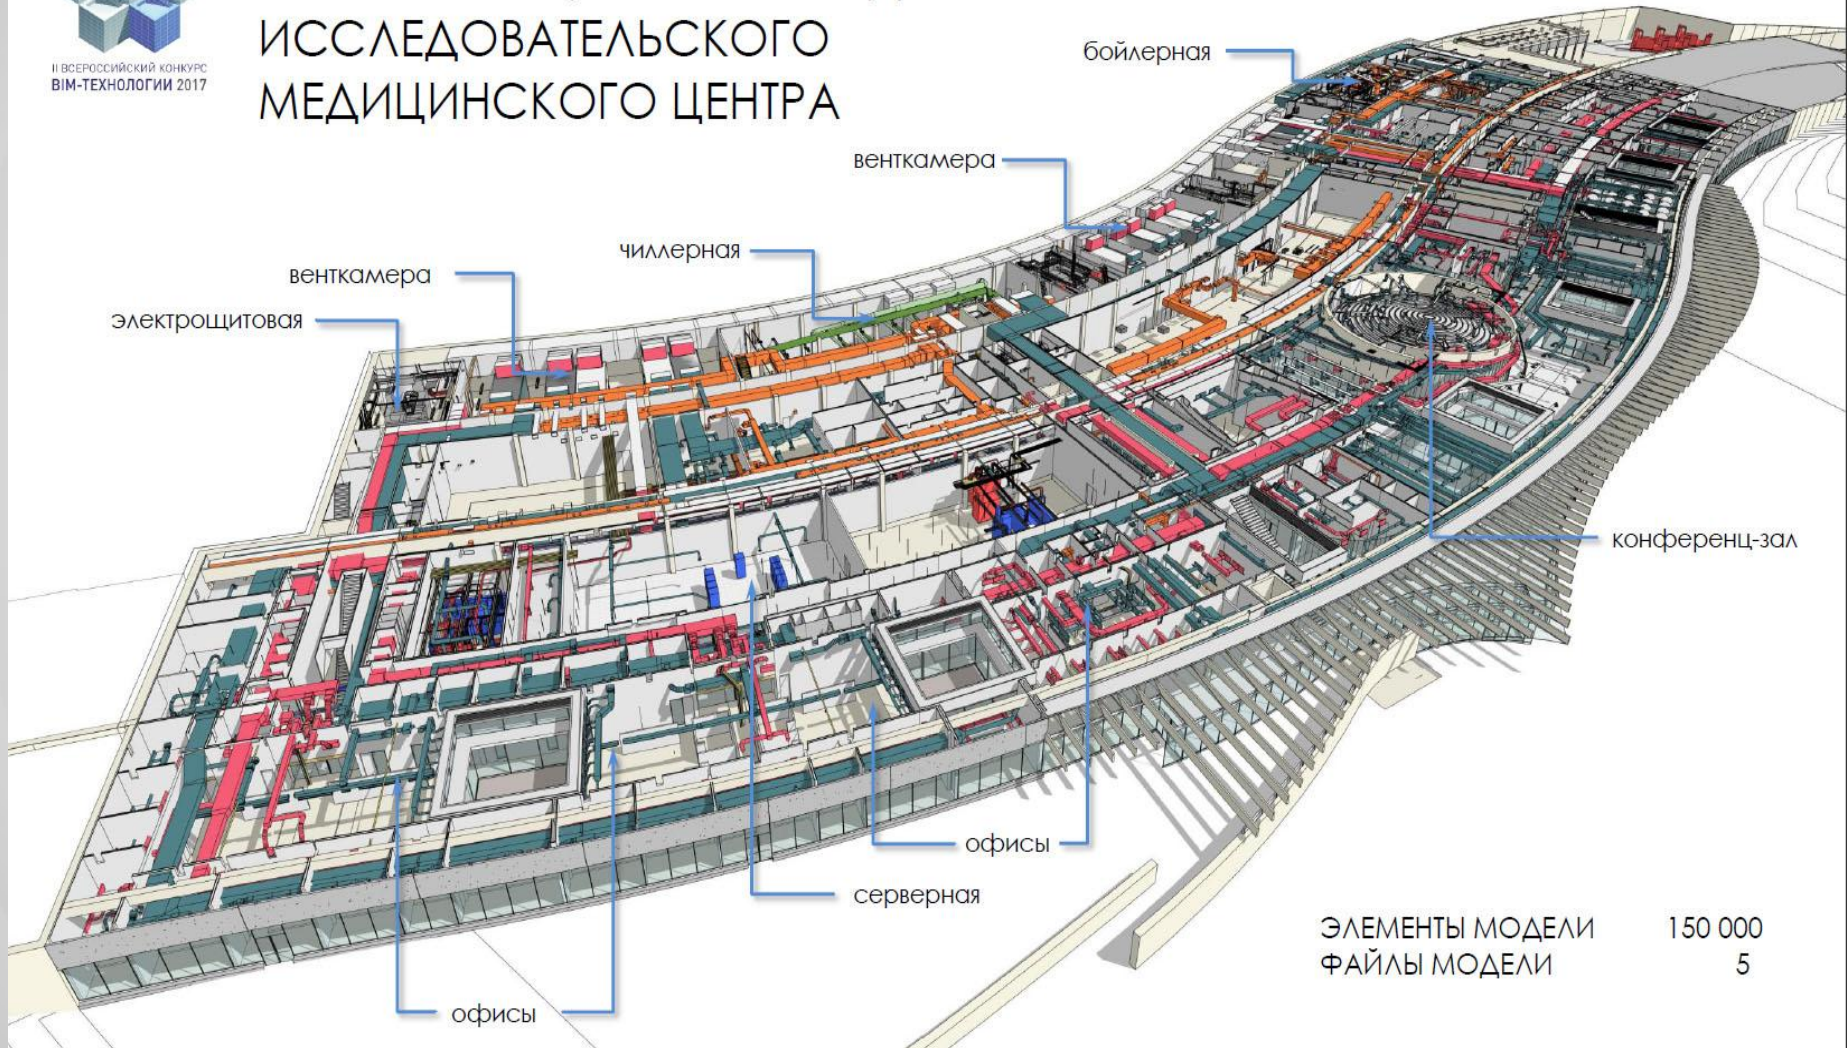 II ВСЕРОССИЙСКИЙ КОНКУРС
BIM-ТЕХНОЛОГИИ 2017
ИССЛЕДОВАТЕЛЬСКОГО
МЕДИЦИНСКОГО ЦЕНТРА
бойлерная
венткамера
чиллерная
венткамера
электрощитовая
конференц-зал
офисы
серверная
офисы
ЭЛЕМЕНТЫ МОДЕЛИ 150 000
ФАЙЛЫ МОДЕЛИ 5